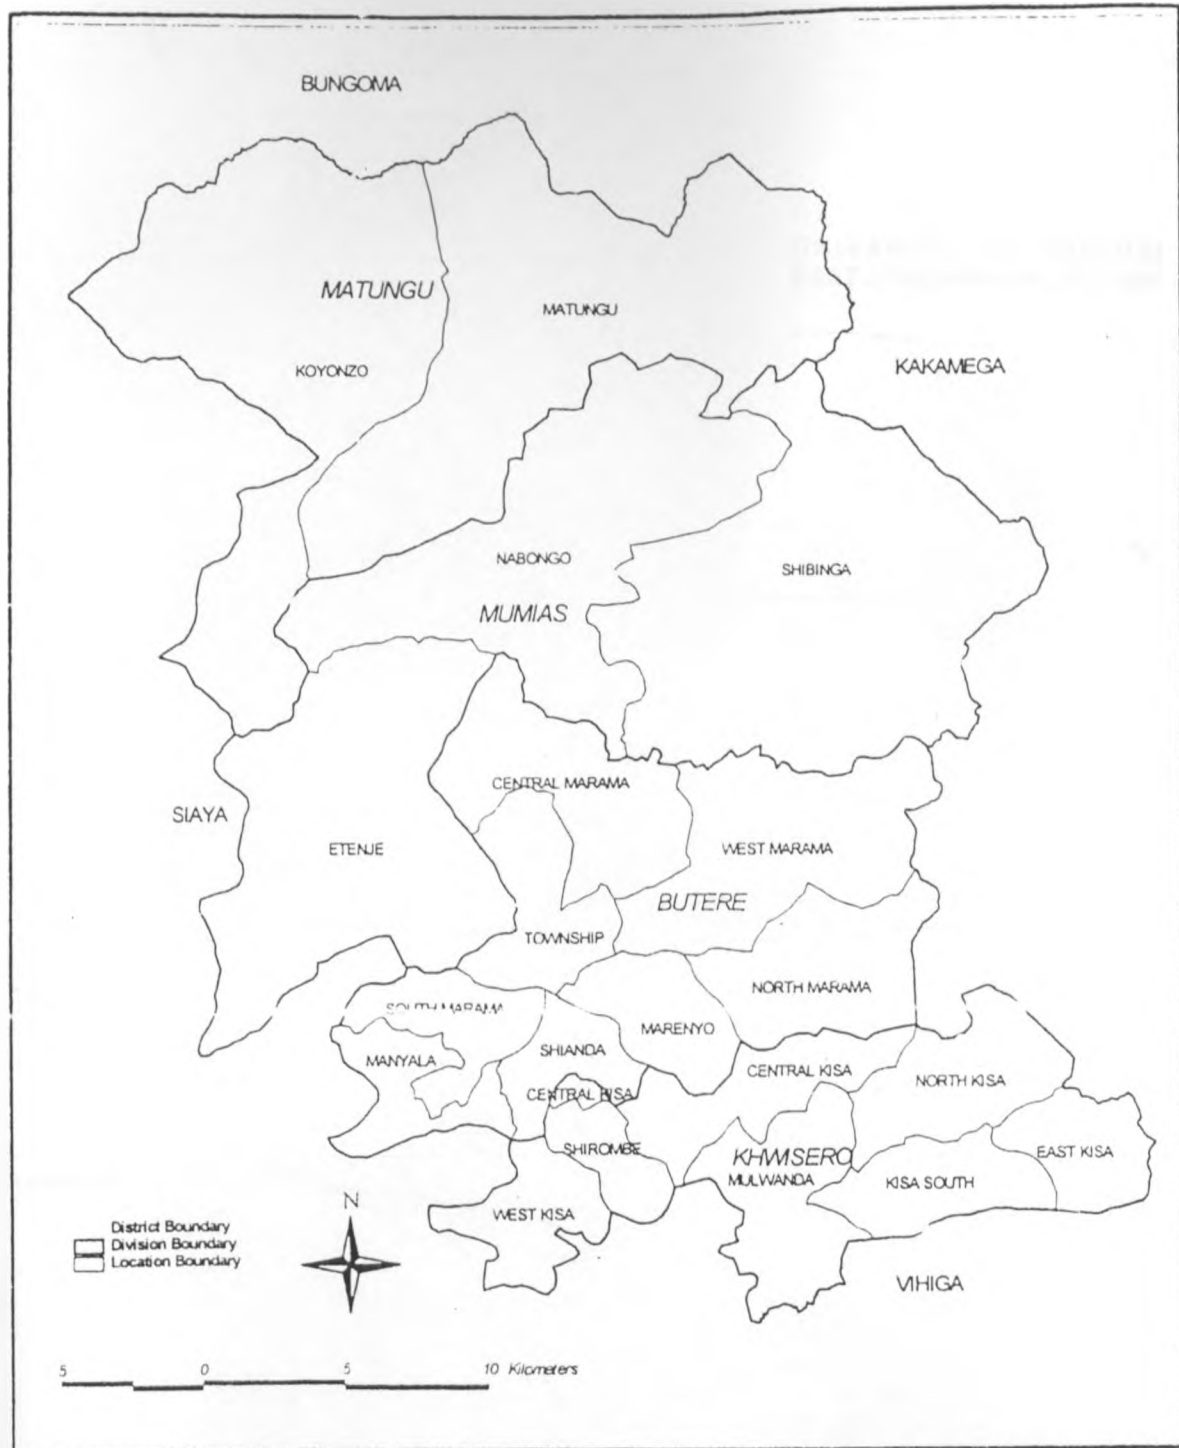 BUNGOMA
MATUNGU
MATUNGU
KOYONZO
KAKAMEGA
NABONGO
SHIBINGA
MUMIAS
CENTRAL MARAMA
SIAYA
ETENJE
WEST MARAMA
BUTERE
TOWNSHIP
NORTH MARAMA
SOUTH MARAMA
MARENYO
SHIANDA
MANYALA
CENTRAL KISA
NORTH KISA
CENTRAL KISA
SHIROMBE
KHWISERO
EAST KISA
MULWANDA
KISA SOUTH
WEST KISA
N
District Boundary
Division Boundary
Location Boundary
VIHIGA
5 0 5 10 Kilometers